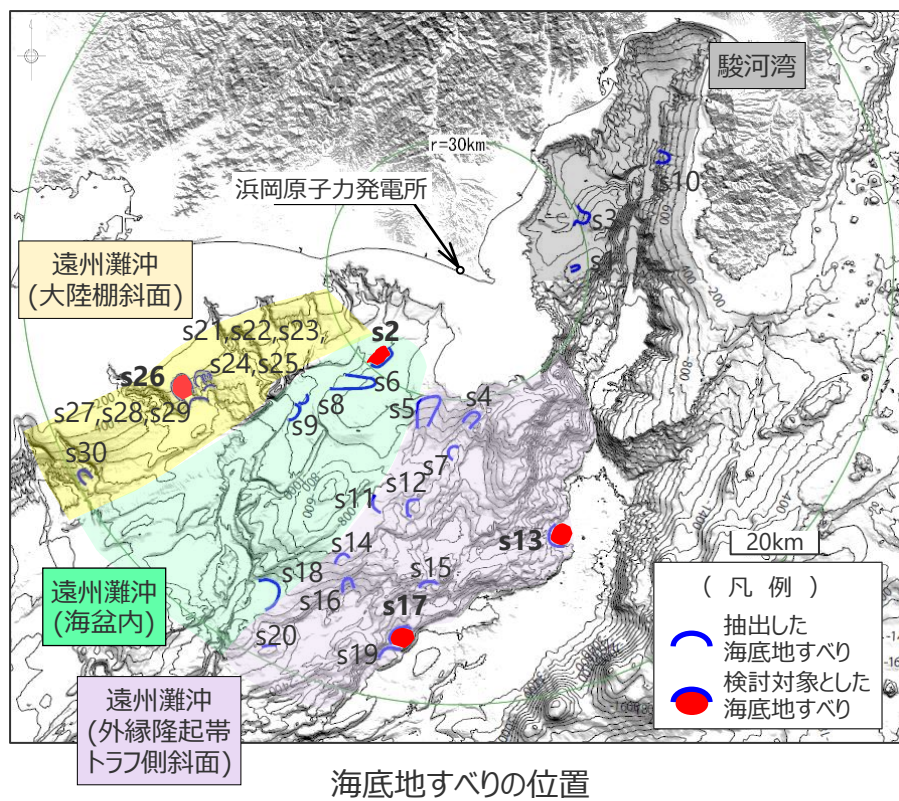 駿河湾
r=30km
浜岡原子力発電所
s10
s3
遠州灘沖
(大陸棚斜面)
s21,s22,s23,
s24,s25,
s2
s26
s6
s8
s9
s5
s4
s27,s28,s29
s30
s7
s12
s11
s13
s14
s18
s15
s16
s17
s20
s19
遠州灘沖
(海盆内)
遠州灘沖
(外縁隆起帯
トラフ側斜面)
-200
800
600
800
400
20km
(凡例)
抽出した
海底地すべり
検討対象とした
海底地すべり
海底地すべりの位置